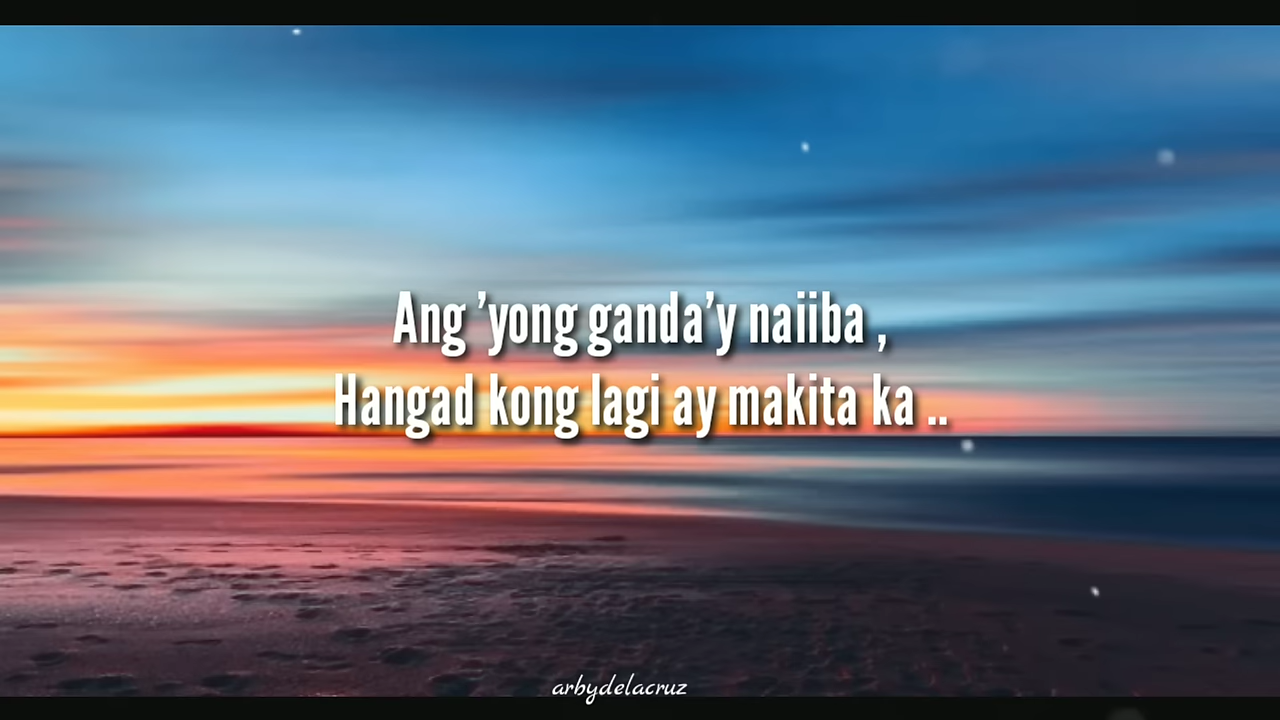 Ang ’yong ganda’y naiiba ,
Hangad kong lagi ay makita ka ..
arbydelacruz